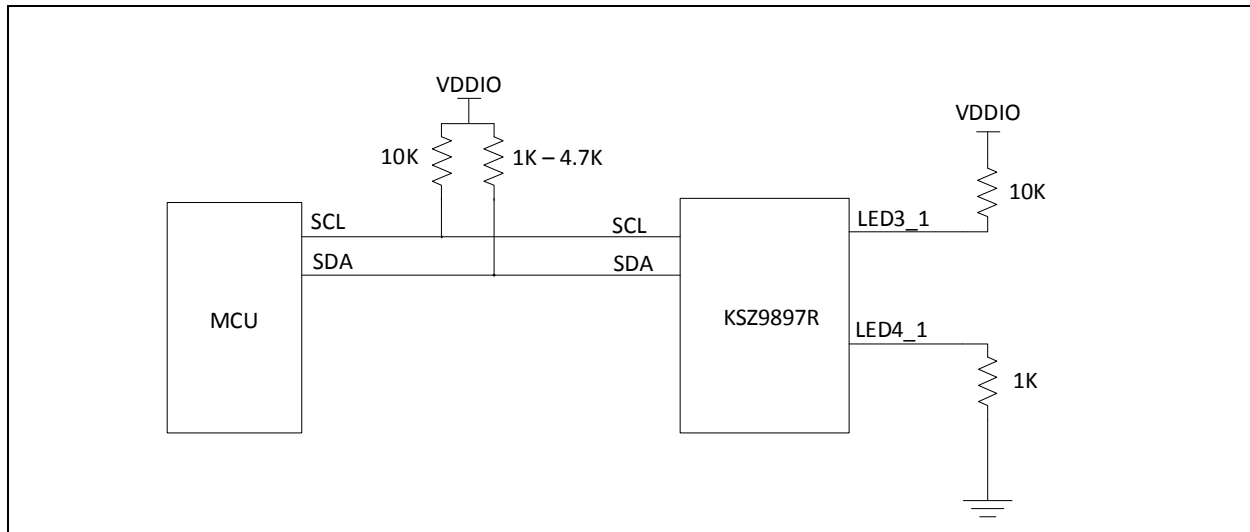 VDDIO
VDDIO
10K
1K – 4.7K
10K
SCL
SCL
LED3_1
SDA
SDA
MCU
KSZ9897R
LED4_1
1K